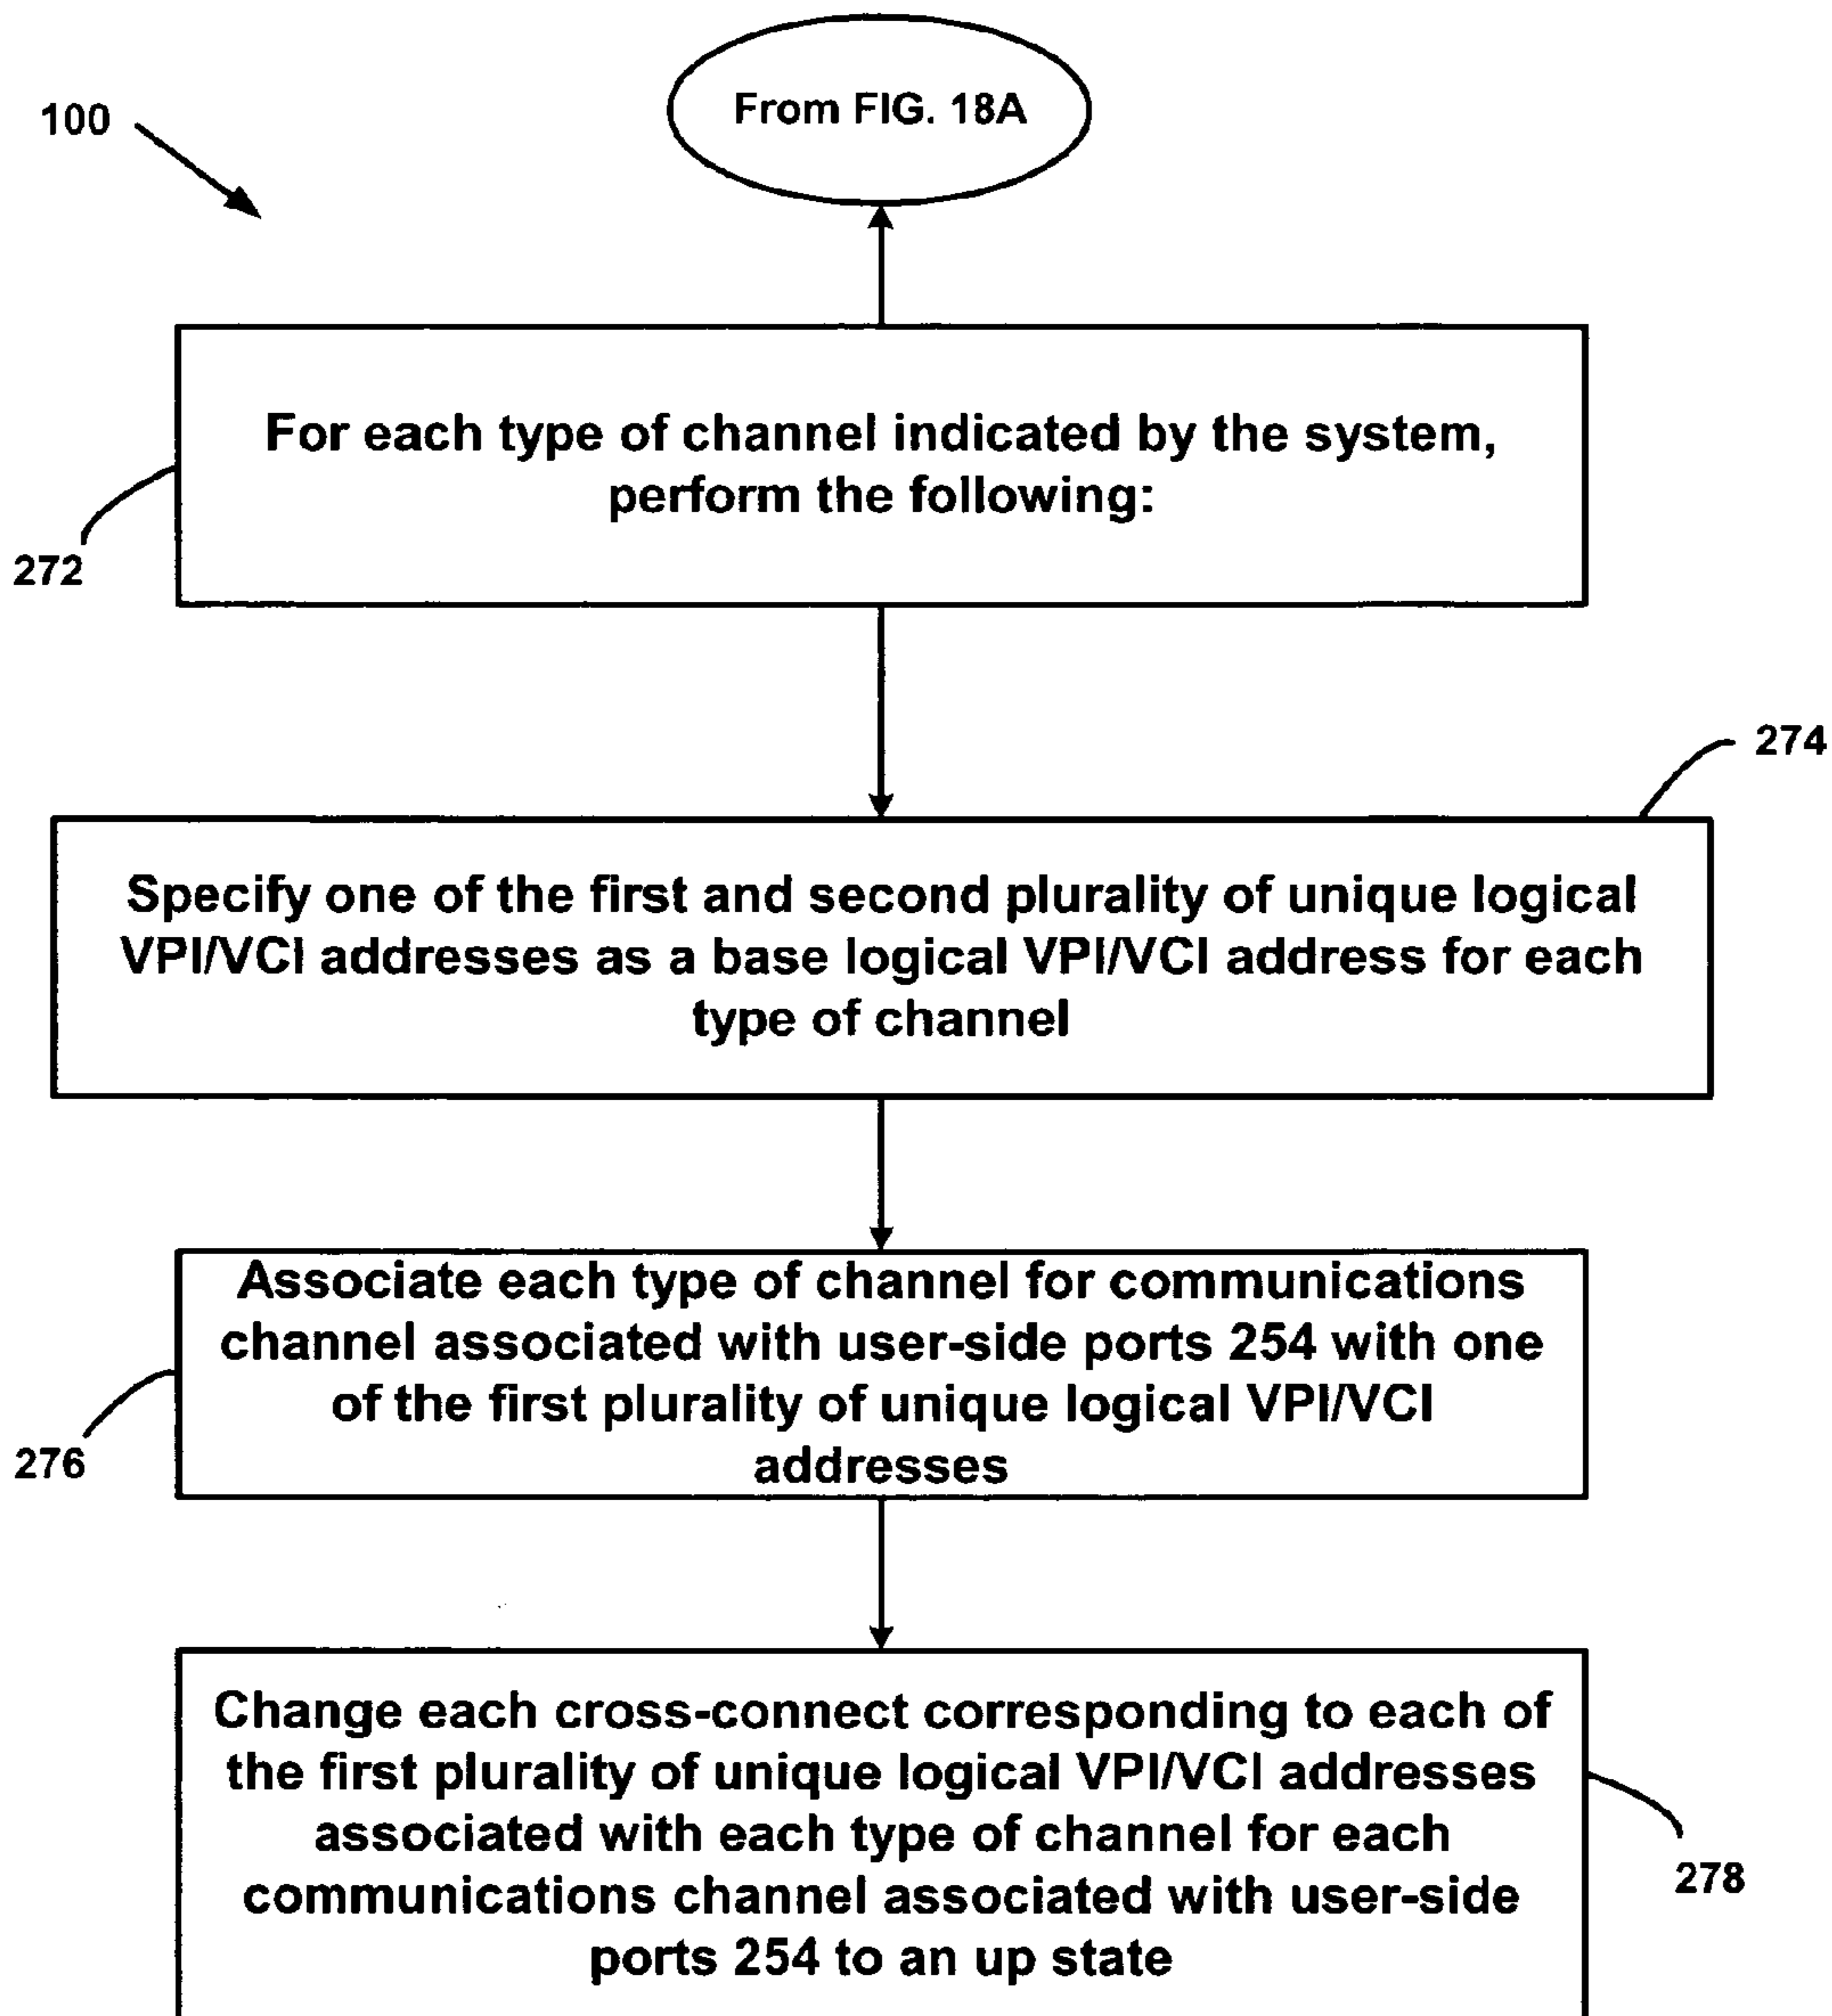 From FIG. 18A
100
For each type of channel indicated by the system,
perform the following:
272
274
Specify one of the first and second plurality of unique logical
VPI/VCI addresses as a base logical VPI/VCI address for each
type of channel
Associate each type of channel for communications
channel associated with user-side ports 254 with one
of the first plurality of unique logical VPI/VCI
addresses
276
Change each cross-connect corresponding to each of
the first plurality of unique logical VPI/VCI addresses
associated with each type of channel for each
communications channel associated with user-side
ports 254 to an up state
278